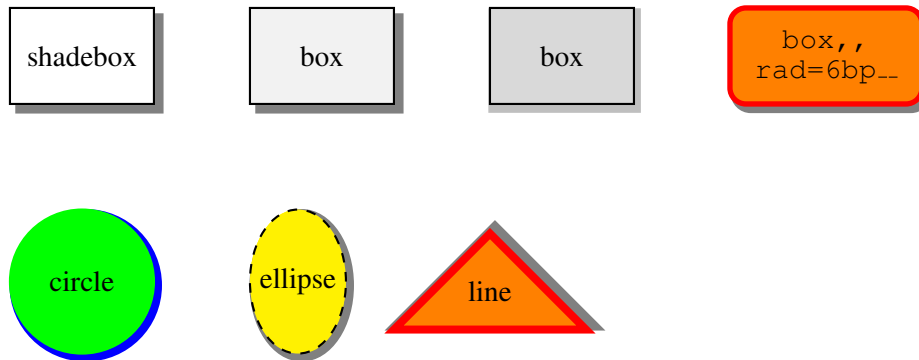 shadebox
box
box
box,,
rad=6bp__
circle
ellipse
line